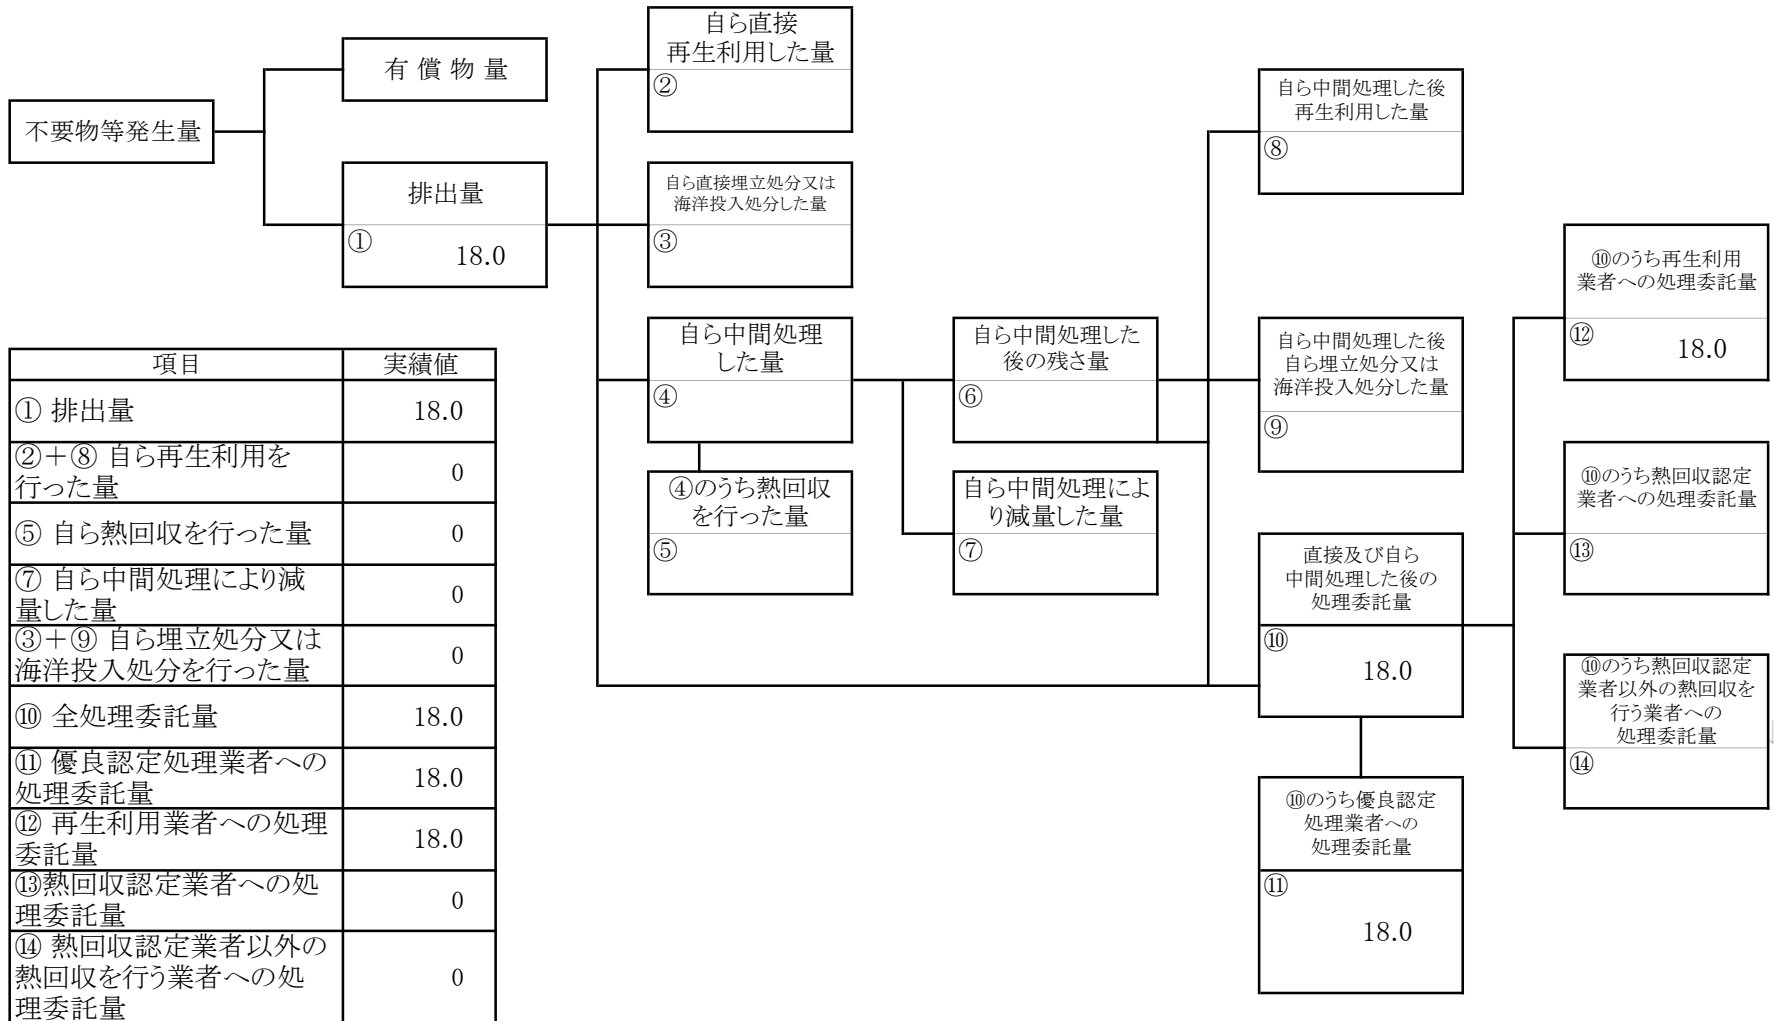 不要物等発生量
有 償 物 量
排出量
①
18.0
自ら直接
再生利用した量
②
自ら直接埋立処分又は
海洋投入処分した量
③
自ら中間処理
した量
④
④のうち熱回収
を行った量
⑤
自ら中間処理した
後の残さ量
⑥
自ら中間処理によ
り減量した量
⑦
自ら中間処理した後
再生利用した量
⑧
自ら中間処理した後
自ら埋立処分又は
海洋投入処分した量
⑨
直接及び自ら
中間処理した後の
処理委託量
⑩
18.0
⑩のうち優良認定
処理業者への
処理委託量
⑪
18.0
⑩のうち再生利用
業者への処理委託量
⑫
18.0
⑩のうち熱回収認定
業者への処理委託量
⑬
⑩のうち熱回収認定
業者以外の熱回収を
行う業者への
処理委託量
⑭
項目 実績値
① 排出量 18.0
②+⑧ 自ら再生利用を
行った量 0
⑤ 自ら熱回収を行った量 0
⑦ 自ら中間処理により減
量した量 0
③+⑨ 自ら埋立処分又は
海洋投入処分を行った量 0
⑩ 全処理委託量 18.0
⑪ 優良認定処理業者への
処理委託量 18.0
⑫ 再生利用業者への処理
委託量 18.0
⑬熱回収認定業者への処
理委託量 0
⑭ 熱回収認定業者以外の
熱回収を行う業者への処
理委託量 0